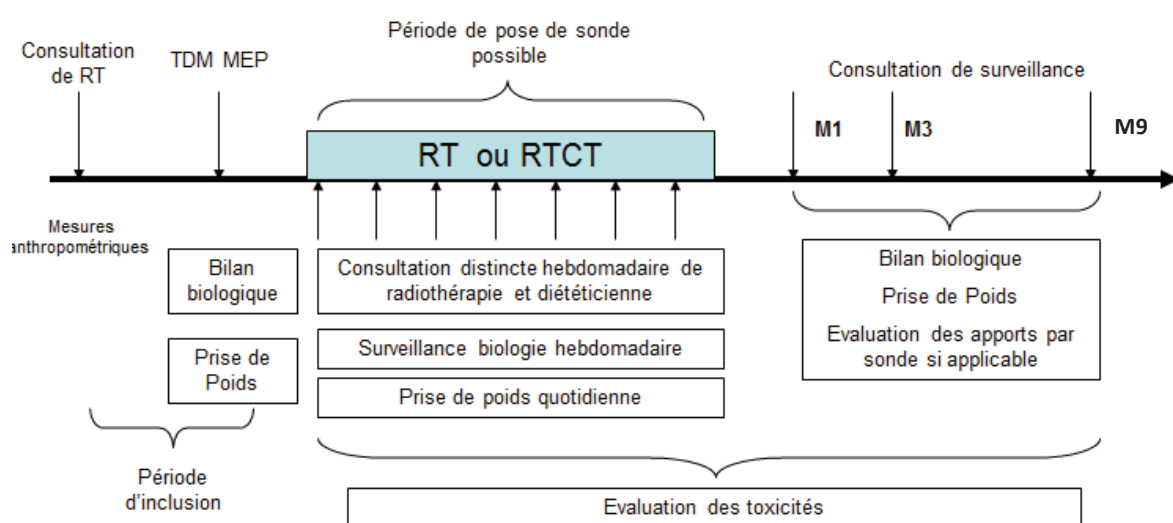 Consultation
de RT
TDM MEP
Période de pose de sonde
possible
Consultation de surveillance
M1
M3
M9
RT ou RTCT
Mesures
anthropométriques
Bilan
biologique
Prise de
Poids
Consultation distincte hebdomadaire de
radiothérapie et diététicienne
Surveillance biologie hebdomadaire
Prise de poids quotidienne
Bilan biologique
Prise de Poids
Evaluation des apports par
sonde si applicable
Période
d'inclusion
Evaluation des toxicités